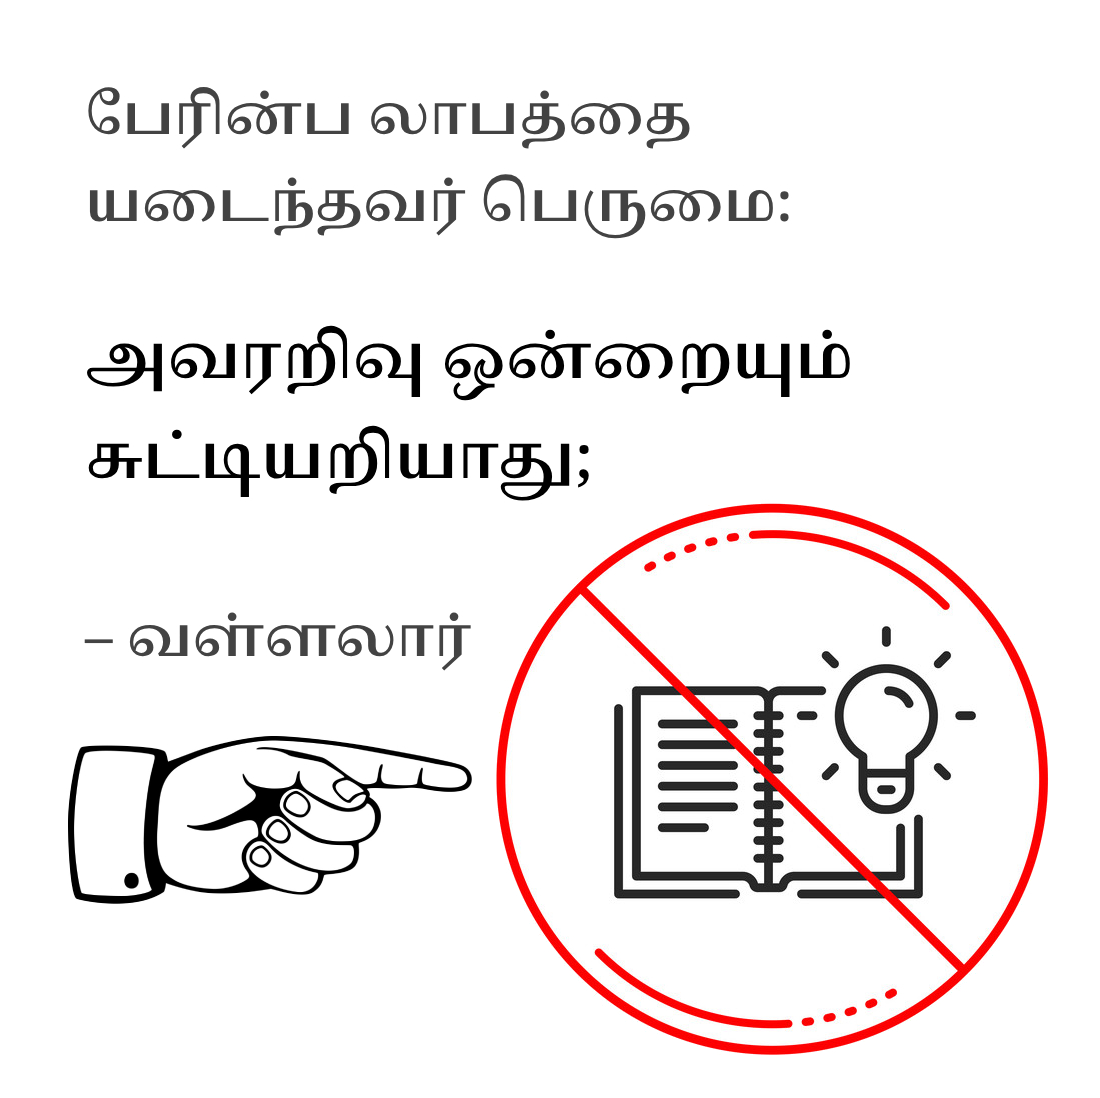 பேரின்ப லாபத்தை
யடைந்தவர் பெருமை:
அவரறிவு ஒன்றையும்
சுட்டியறியாது;
– வள்ளலார்